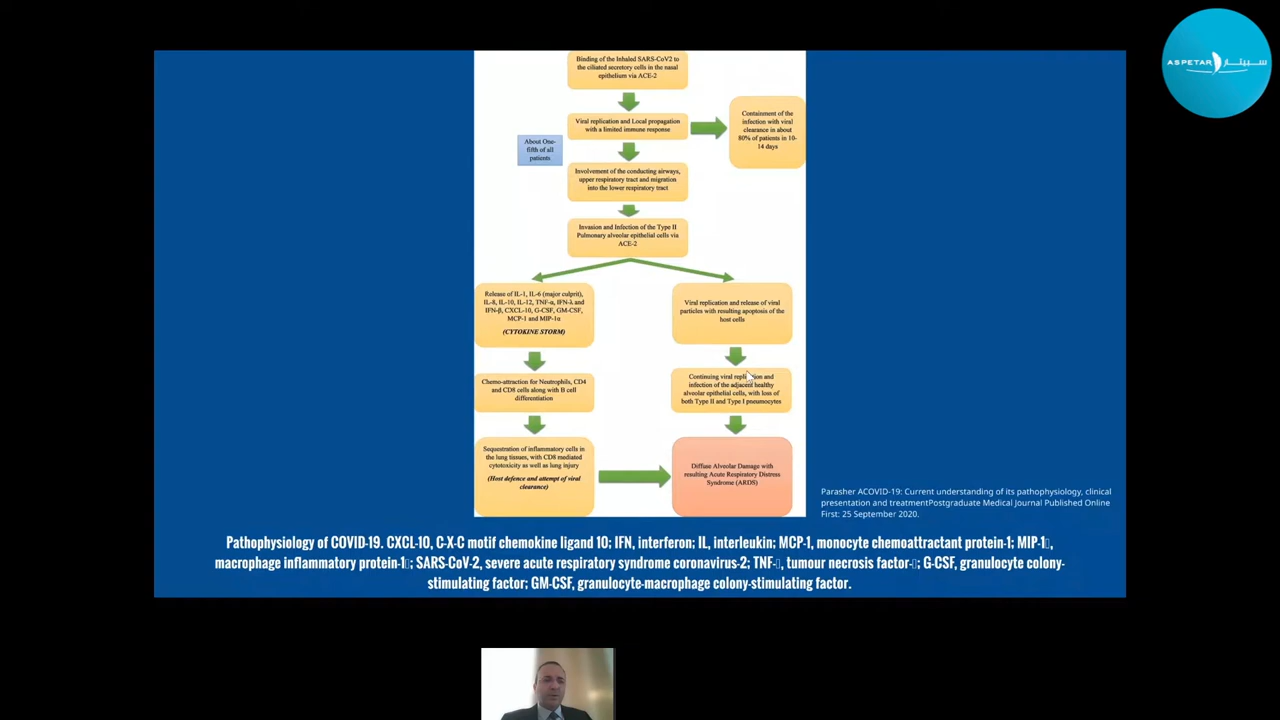 ASPETAR سبيتار
Binding of the Inhaled SARS-CoV2 to
the ciliated secretory cells in the nasal
epithelium via ACE-2
Viral replication and Local propagation
with a limited immune response
Containment of the
infection with viral
clearance in about
80% of patients in 10-
14 days
About One-
fifth of all
patients
Involvement of the conducting airways,
upper respiratory tract and migration
into the lower respiratory tract
Invasion and Infection of the Type II
Pulmonary alveolar epithelial cells via
ACE-2
Release of IL-1, IL-6 (major culprit),
IL-8, IL-10, IL-12, TNF-α, IFN-λ and
IFN-β, CXCL-10, G-CSF, GM-CSF,
MCP-1 and MIP-1α
(CYTOKINE STORM)
Viral replication and release of viral
particles with resulting apoptosis of the
host cells
Chemo-attraction for Neutrophils, CD4
and CD8 cells along with B cell
differentiation
Continuing viral replication and
infection of the adjacent healthy
alveolar epithelial cells, with loss of
both Type II and Type I pneumocytes
Sequestration of inflammatory cells in
the lung tissues, with CD8 mediated
cytotoxicity as well as lung injury
(Host defence and attempt of viral
clearance)
Diffuse Alveolar Damage with
resulting Acute Respiratory Distress
Syndrome (ARDS)
Parasher ACOVID-19: Current understanding of its pathophysiology, clinical
presentation and treatmentPostgraduate Medical Journal Published Online
First: 25 September 2020.
Pathophysiology of COVID-19. CXCL-10, C-X-C motif chemokine ligand 10; IFN, interferon; IL, interleukin; MCP-1, monocyte chemoattractant protein-1; MIP-1▯,
macrophage inflammatory protein-1▯; SARS-CoV-2, severe acute respiratory syndrome coronavirus-2; TNF-▯, tumour necrosis factor-▯; G-CSF, granulocyte colony-
stimulating factor; GM-CSF, granulocyte-macrophage colony-stimulating factor.